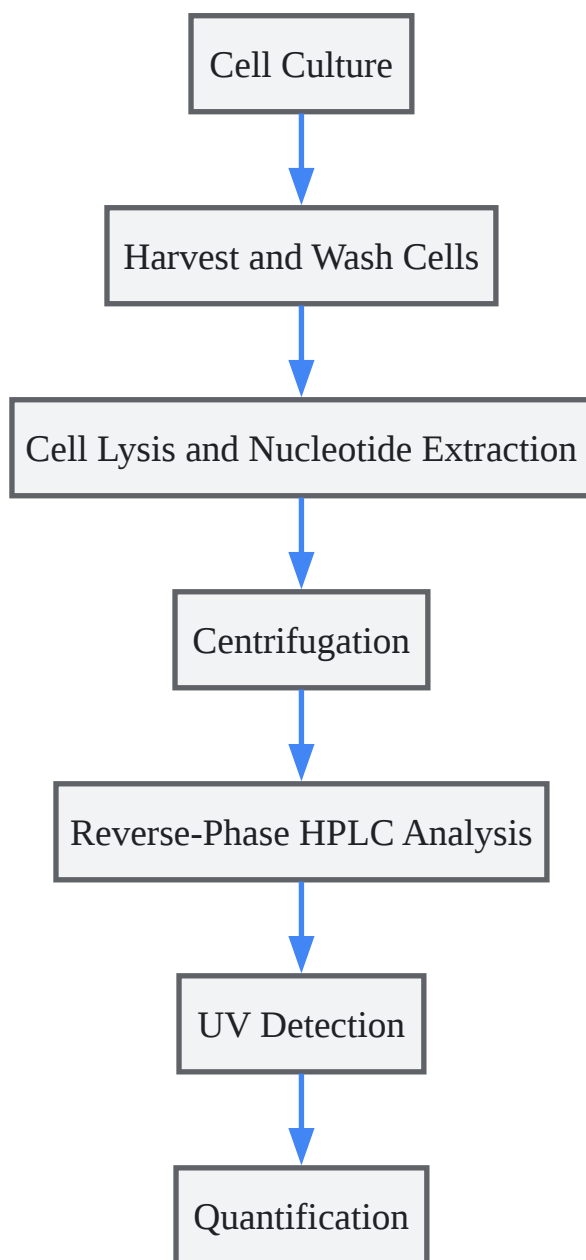 Cell Culture
Harvest and Wash Cells
Cell Lysis and Nucleotide Extraction
Centrifugation
Reverse-Phase HPLC Analysis
UV Detection
Quantification